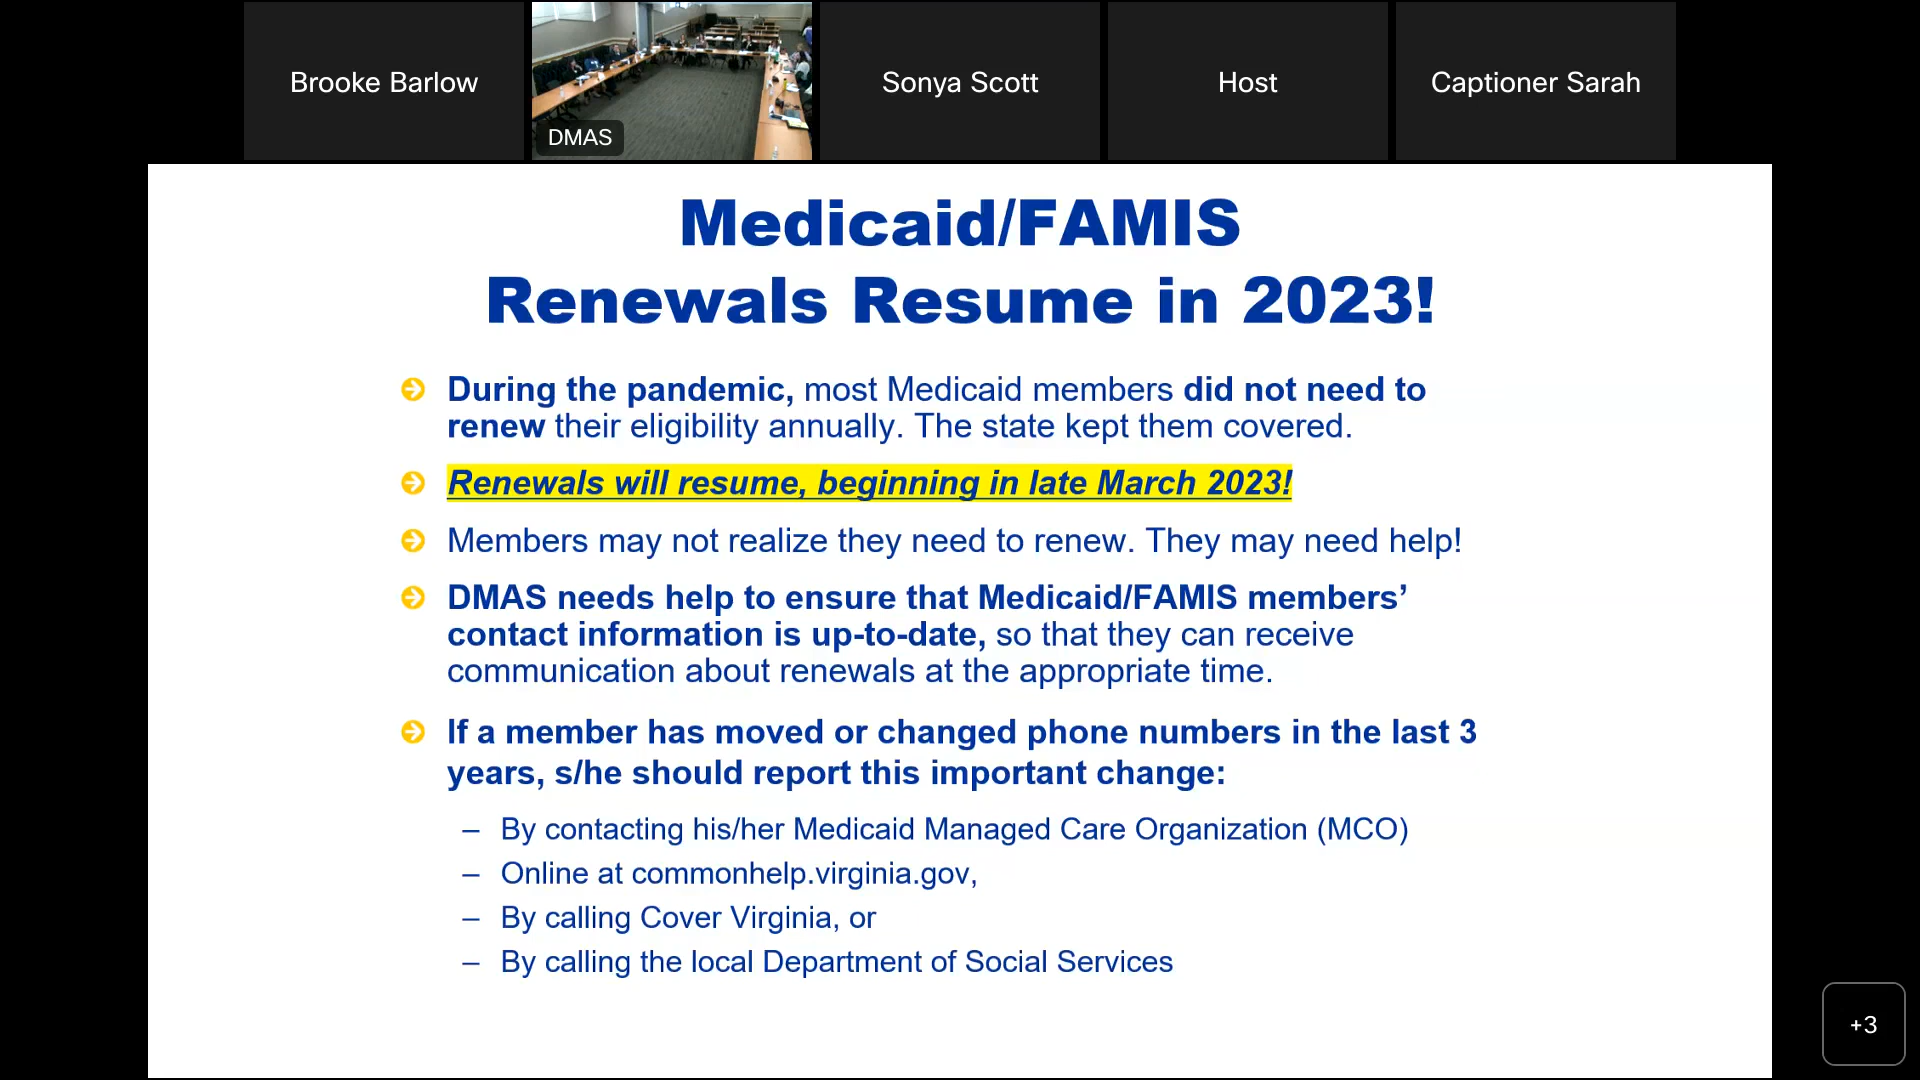 Brooke Barlow
DMAS
Sonya Scott
Host
Captioner Sarah
Medicaid/FAMIS
Renewals Resume in 2023!
During the pandemic, most Medicaid members did not need to
renew their eligibility annually. The state kept them covered.
Renewals will resume, beginning in late March 2023!
Members may not realize they need to renew. They may need help!
DMAS needs help to ensure that Medicaid/FAMIS members’
contact information is up-to-date, so that they can receive
communication about renewals at the appropriate time.
If a member has moved or changed phone numbers in the last 3
years, s/he should report this important change:
– By contacting his/her Medicaid Managed Care Organization (MCO)
– Online at commonhelp.virginia.gov,
– By calling Cover Virginia, or
– By calling the local Department of Social Services
+3